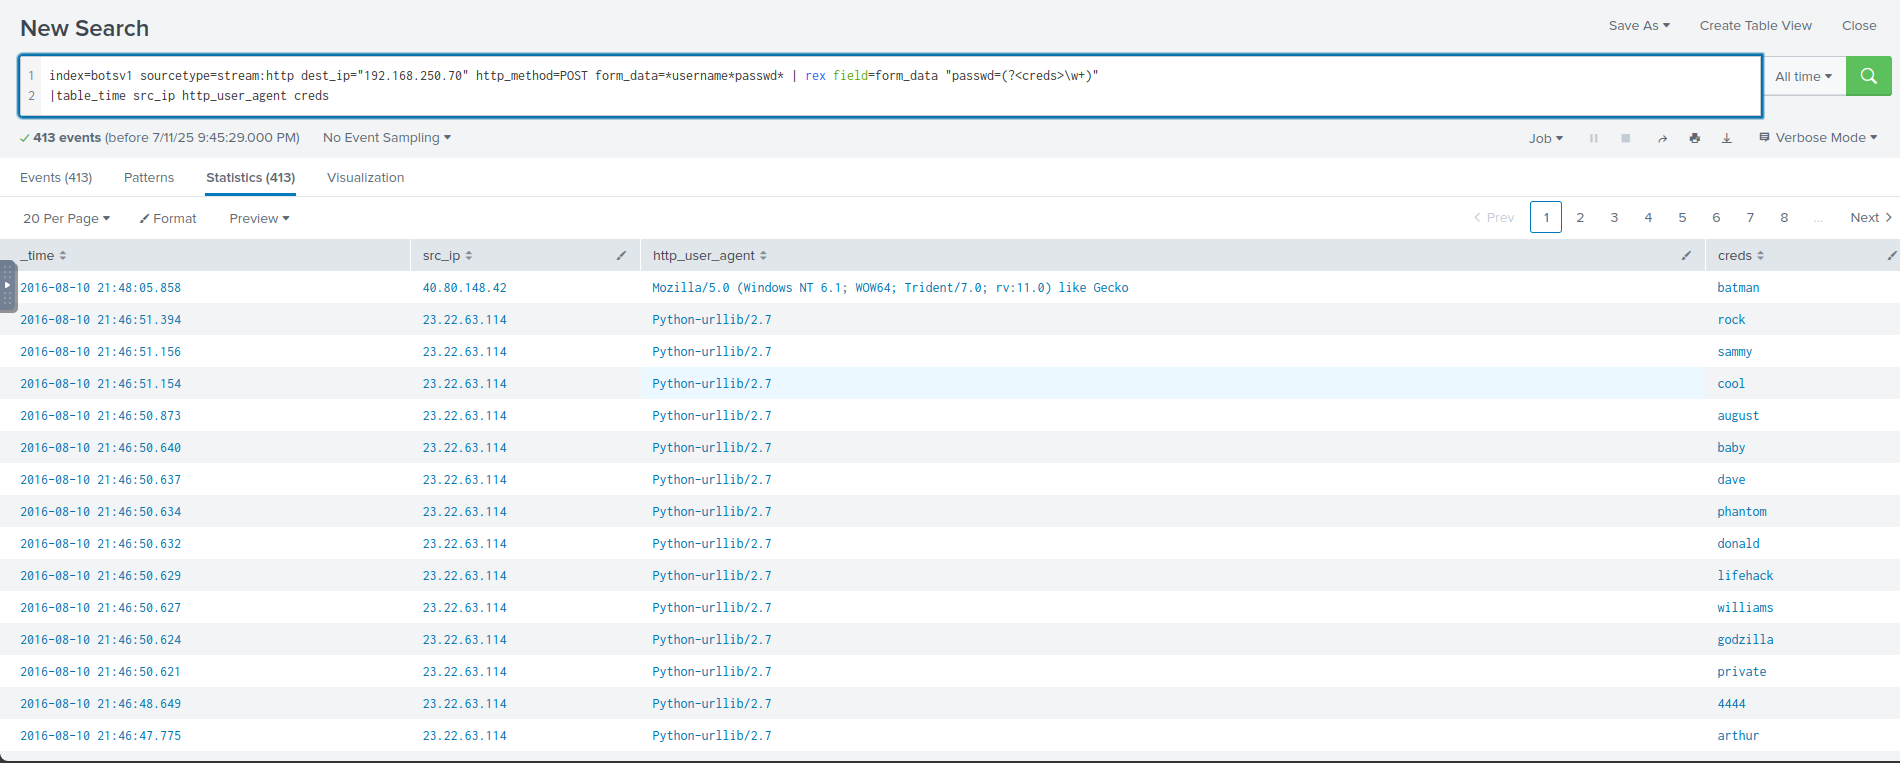 New Search
Save As Create Table View Close
1 index=botsv1 sourcetype=stream:http dest_ip="192.168.250.70" http_method=POST form_data=*username*passwd* | rex field=form_data "passwd=(?<creds>\w+)"
2 |table_time src_ip http_user_agent creds
All time
413 events (before 7/11/25 9:45:29.000 PM) No Event Sampling
Job Verbose Mode
Events (413) Patterns Statistics (413) Visualization
20 Per Page Format Preview
< Prev 1 2 3 4 5 6 7 8 ... Next >
_time src_ip http_user_agent creds
2016-08-10 21:48:05.858 40.80.148.42 Mozilla/5.0 (Windows NT 6.1; WOW64; Trident/7.0; rv:11.0) like Gecko batman
2016-08-10 21:46:51.394 23.22.63.114 Python-urllib/2.7 rock
2016-08-10 21:46:51.156 23.22.63.114 Python-urllib/2.7 sammy
2016-08-10 21:46:51.154 23.22.63.114 Python-urllib/2.7 cool
2016-08-10 21:46:50.873 23.22.63.114 Python-urllib/2.7 august
2016-08-10 21:46:50.640 23.22.63.114 Python-urllib/2.7 baby
2016-08-10 21:46:50.637 23.22.63.114 Python-urllib/2.7 dave
2016-08-10 21:46:50.634 23.22.63.114 Python-urllib/2.7 phantom
2016-08-10 21:46:50.632 23.22.63.114 Python-urllib/2.7 donald
2016-08-10 21:46:50.629 23.22.63.114 Python-urllib/2.7 lifehack
2016-08-10 21:46:50.627 23.22.63.114 Python-urllib/2.7 williams
2016-08-10 21:46:50.624 23.22.63.114 Python-urllib/2.7 godzilla
2016-08-10 21:46:50.621 23.22.63.114 Python-urllib/2.7 private
2016-08-10 21:46:48.649 23.22.63.114 Python-urllib/2.7 4444
2016-08-10 21:46:47.775 23.22.63.114 Python-urllib/2.7 arthur